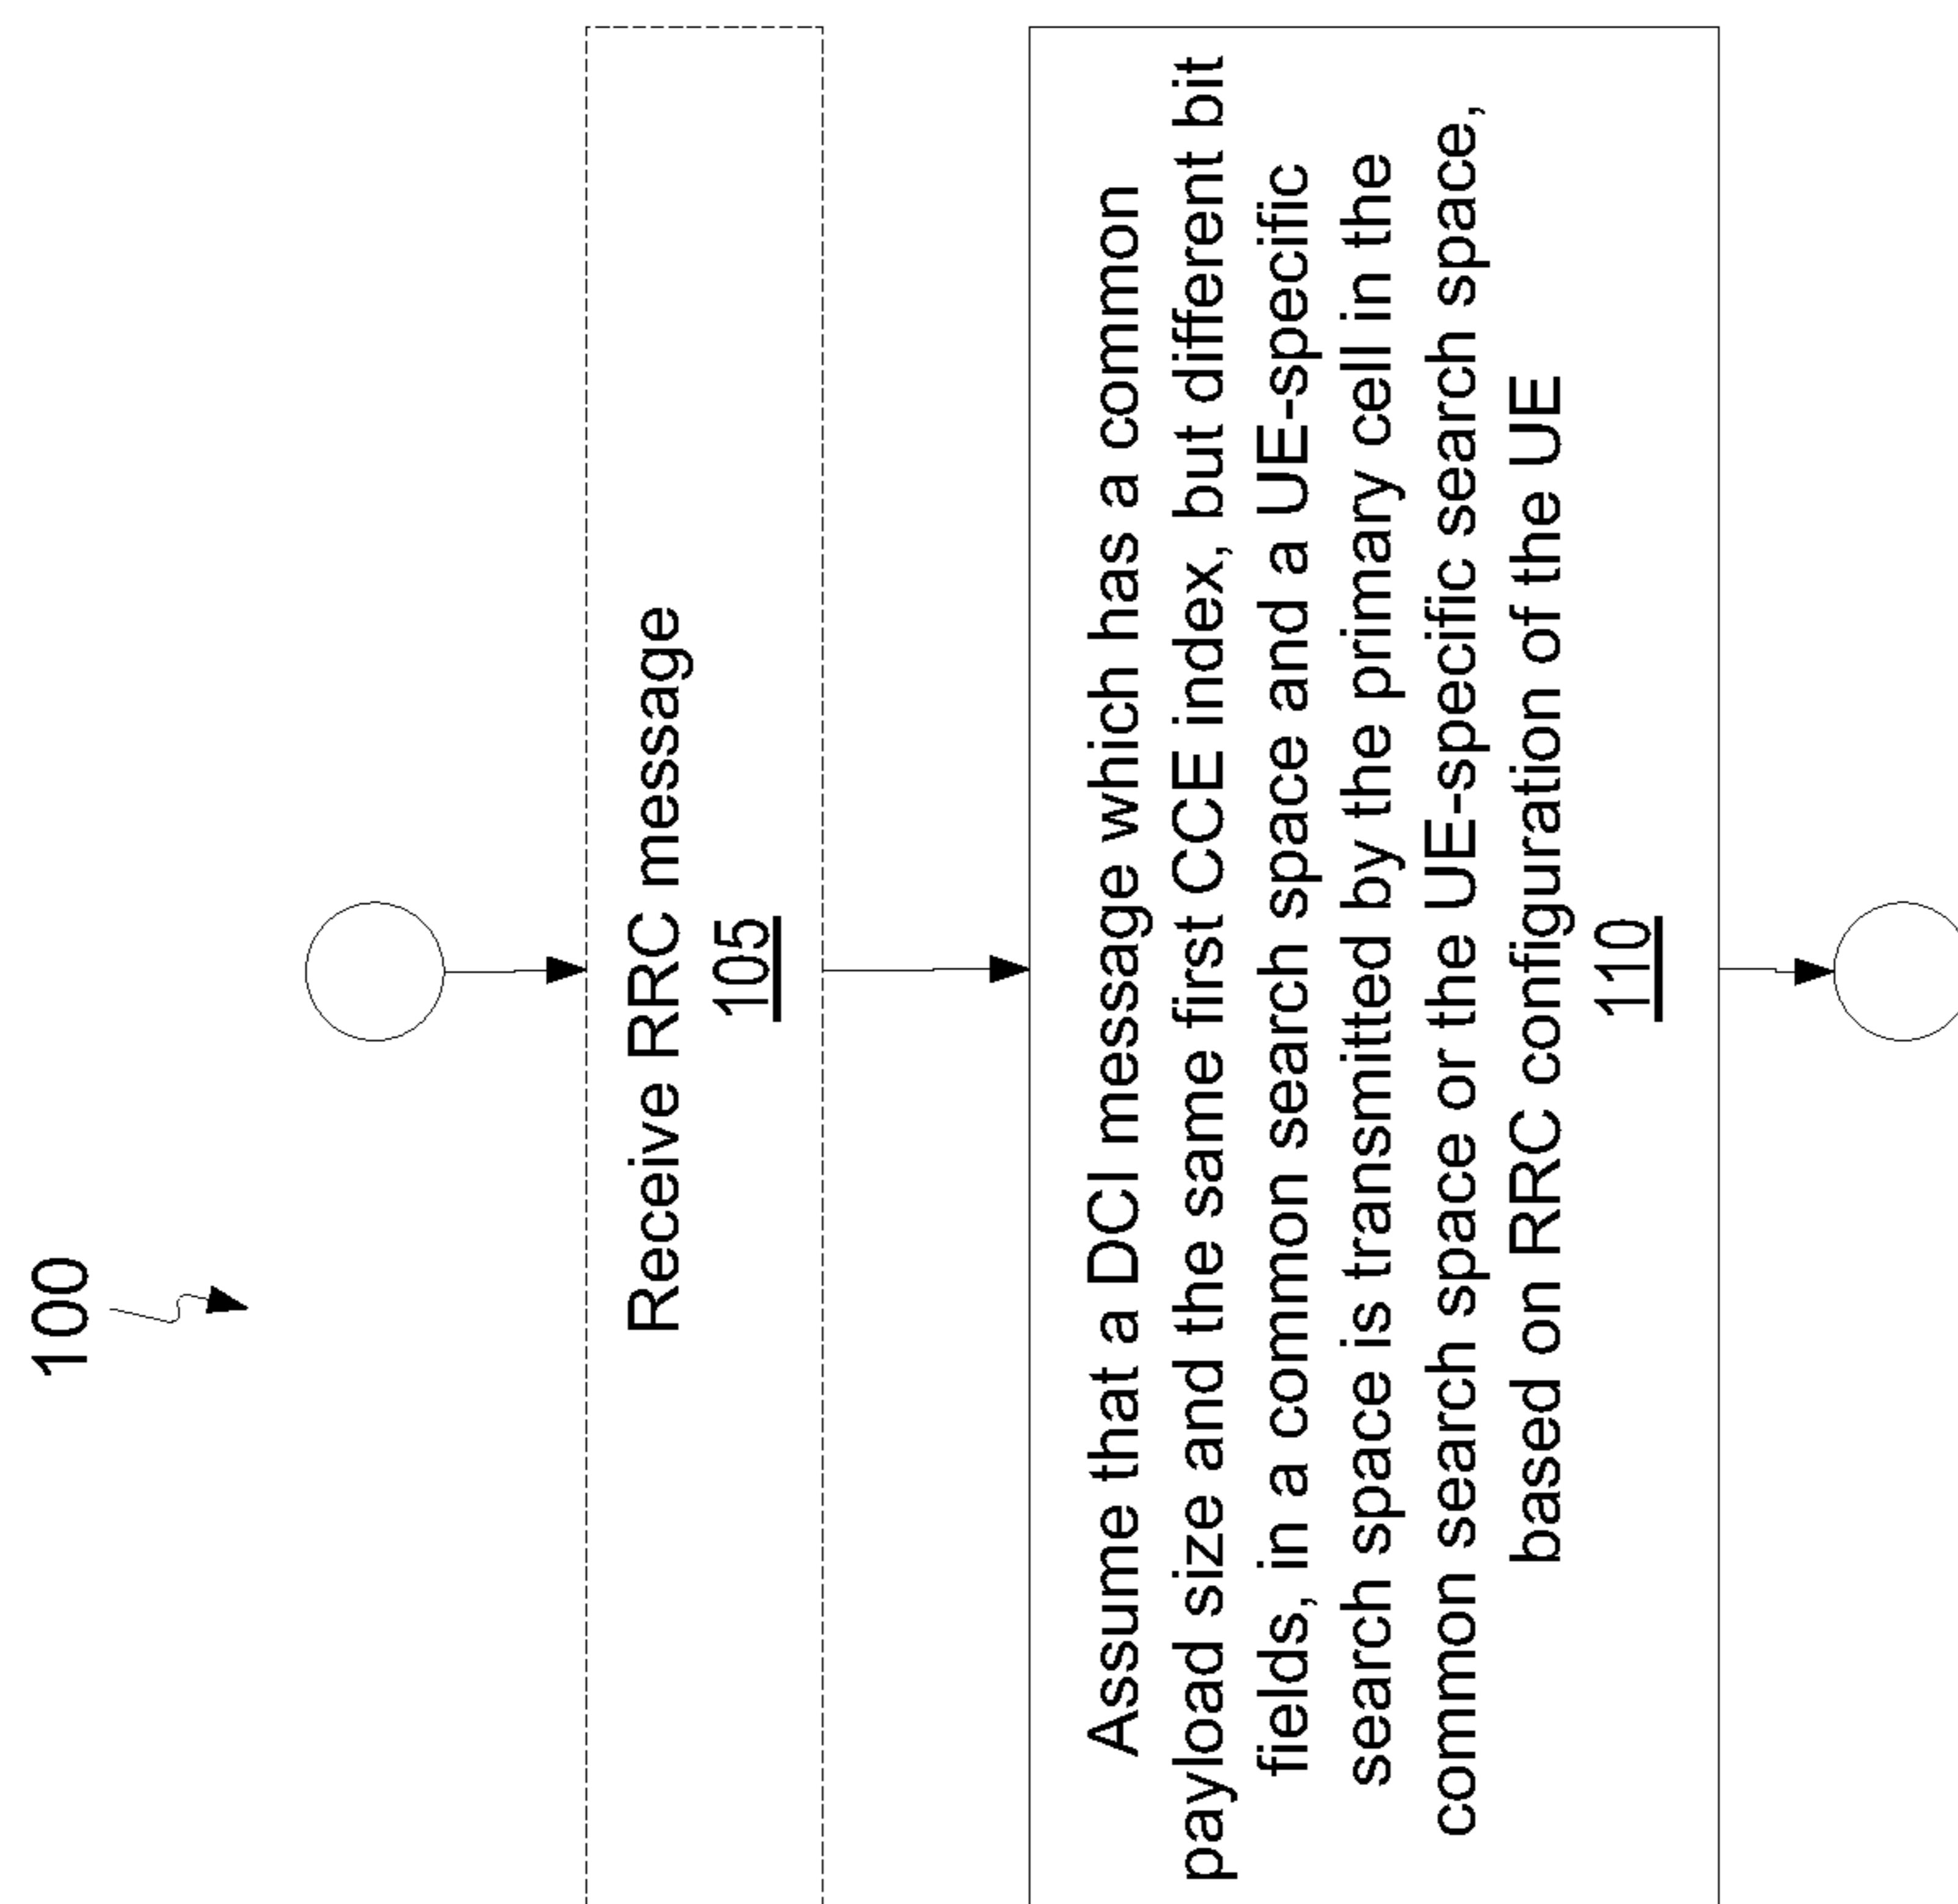 100
Receive RRC message
105
Assume that a DCI message which has a common
payload size and the same first CCE index, but different bit
fields, in a common search space and a UE-specific
search space is transmitted by the primary cell in the
common search space or the UE-specific search space,
based on RRC configuration of the UE
110